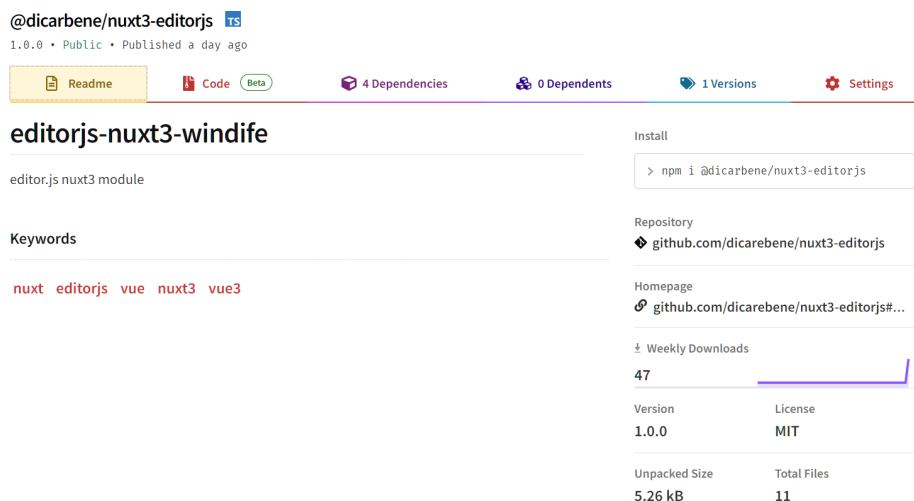 @dicarbene/nuxt3-editorjs TS
1.0.0 • Public • Published a day ago
Readme
Code Beta
4 Dependencies
0 Dependents
1 Versions
Settings
editorjs-nuxt3-windife
editor.js nuxt3 module
Keywords
nuxt editorjs vue nuxt3 vue3
Install
> npm i @dicarbene/nuxt3-editorjs
Repository
github.com/dicarebene/nuxt3-editorjs
Homepage
github.com/dicarebene/nuxt3-editorjs#...
Weekly Downloads
47
Version License
1.0.0 MIT
Unpacked Size Total Files
5.26 kB 11